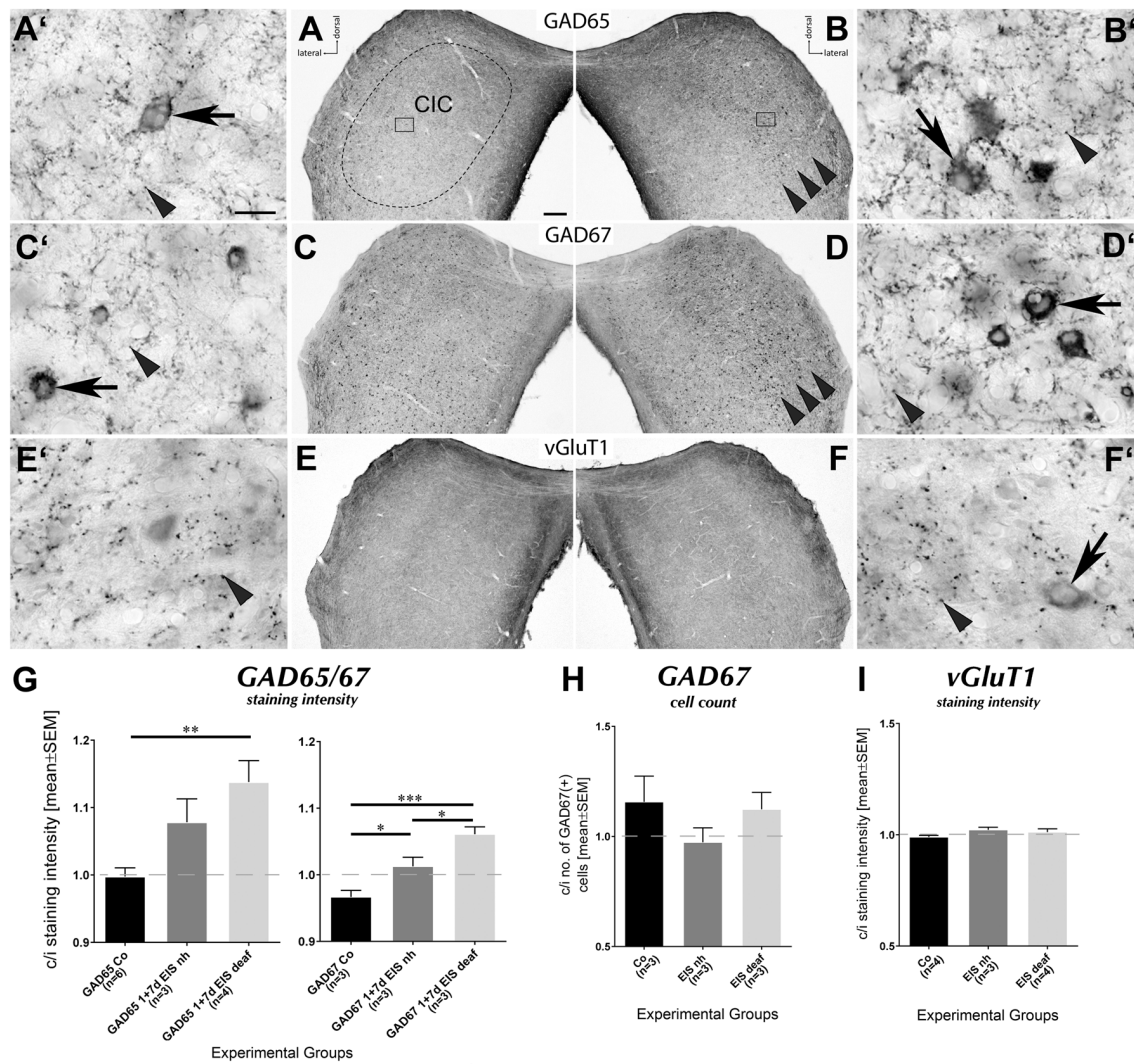 A‘
A
GAD65
B
B‘
dorsal
lateral
dorsal
lateral
CIC
C‘
C
GAD67
D
D‘
E‘
E
vGluT1
F
F‘
G
GAD65/67
staining intensity
c/i staining intensity [mean±SEM]
1.2
1.1
1.0
0.9
**
GAD65 Co
(n=6)
GAD65 1+7d EIS nh
(n=3)
GAD65 1+7d EIS deaf
(n=4)
1.2
1.1
1.0
0.9
***
*
*
GAD67 Co
(n=3)
GAD67 1+7d EIS nh
(n=3)
GAD67 1+7d EIS deaf
(n=3)
Experimental Groups
H
GAD67
cell count
c/i no. of GAD67(+)
cells [mean±SEM]
1.5
1.0
0.5
Co
(n=3)
EIS nh
(n=3)
EIS deaf
(n=3)
Experimental Groups
I
vGluT1
staining intensity
c/i staining intensity [mean±SEM]
1.5
1.0
0.5
Co
(n=4)
EIS nh
(n=3)
EIS deaf
(n=4)
Experimental Groups